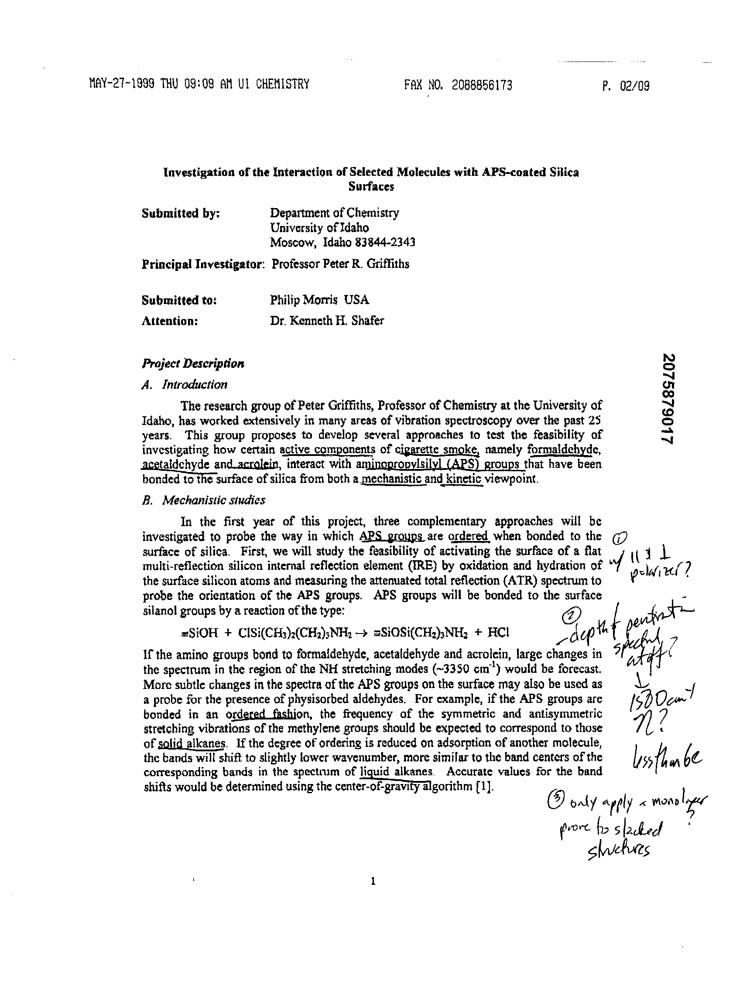 MAY-27-1999 THU 09:09 AM UI CHEMISTRY FAX NO. 2088856173 P. 02/09
Investigation of the Interaction of Selected Molecules with APS-coated Silica
Surfaces
Submitted by: Department of Chemistry
University of Idaho
Moscow, Idaho 83844-2343
Principal Investigator: Professor Peter R. Griffiths
Submitted to: Philip Morris USA
Attention: Dr. Kenneth H. Shafer
Project Description
A. Introduction
The research group of Peter Griffiths, Professor of Chemistry at the University of
Idaho, has worked extensively in many areas of vibration spectroscopy over the past 25
years. This group proposes to develop several approaches to test the feasibility of
investigating how certain active components of cigarette smoke, namely formaldehyde,
acetaldehyde and acrolein, interact with aminopropylsilyl (APS) groups that have been
bonded to the surface of silica from both a mechanistic and kinetic viewpoint.
2075879017
B. Mechanistic studies
In the first year of this project, three complementary approaches will be
investigated to probe the way in which APS groups are ordered when bonded to the
surface of silica. First, we will study the feasibility of activating the surface of a flat
multi-reflection silicon internal reflection element (IRE) by oxidation and hydration of
the surface silicon atoms and measuring the attenuated total reflection (ATR) spectrum to
probe the orientation of the APS groups. APS groups will be bonded to the surface
silanol groups by a reaction of the type:
≡SiOH + ClSi(CH₃)₂(CH₂)₃NH₂ → ≡SiOSi(CH₂)₃NH₂ + HCl
If the amino groups bond to formaldehyde, acetaldehyde and acrolein, large changes in
the spectrum in the region of the NH stretching modes (~3350 cm⁻¹) would be forecast.
More subtle changes in the spectra of the APS groups on the surface may also be used as
a probe for the presence of physisorbed aldehydes. For example, if the APS groups are
bonded in an ordered fashion, the frequency of the symmetric and antisymmetric
stretching vibrations of the methylene groups should be expected to correspond to those
of solid alkanes. If the degree of ordering is reduced on adsorption of another molecule,
the bands will shift to slightly lower wavenumber, more similar to the band centers of the
corresponding bands in the spectrum of liquid alkanes. Accurate values for the band
shifts would be determined using the center-of-gravity algorithm [1].
①
w/ || & ⊥
polarizer?
②
depth of
spectral
↓
1500 cm⁻¹
n?
less than be
③ only apply a monolayer
?
prone to stacked
structures
1